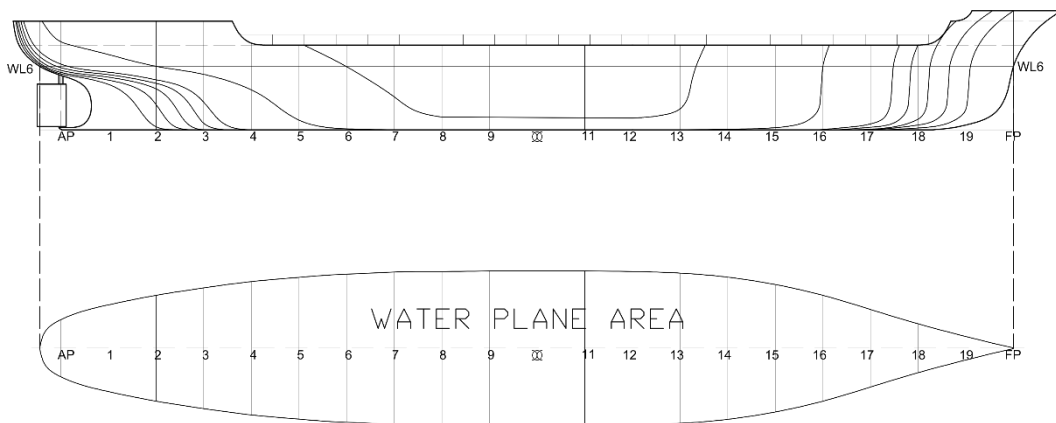 WL6 WL6
AP 1 2 3 4 5 6 7 8 9 11 12 13 14 15 16 17 18 19 FP
WATER PLANE AREA
AP 1 2 3 4 5 6 7 8 9 11 12 13 14 15 16 17 18 19 FP